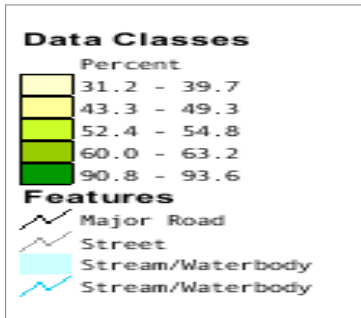 Data Classes
Percent
31.2 - 39.7
43.3 - 49.3
52.4 - 54.8
60.0 - 63.2
90.8 - 93.6
Features
Major Road
Street
Stream/Waterbody
Stream/Waterbody